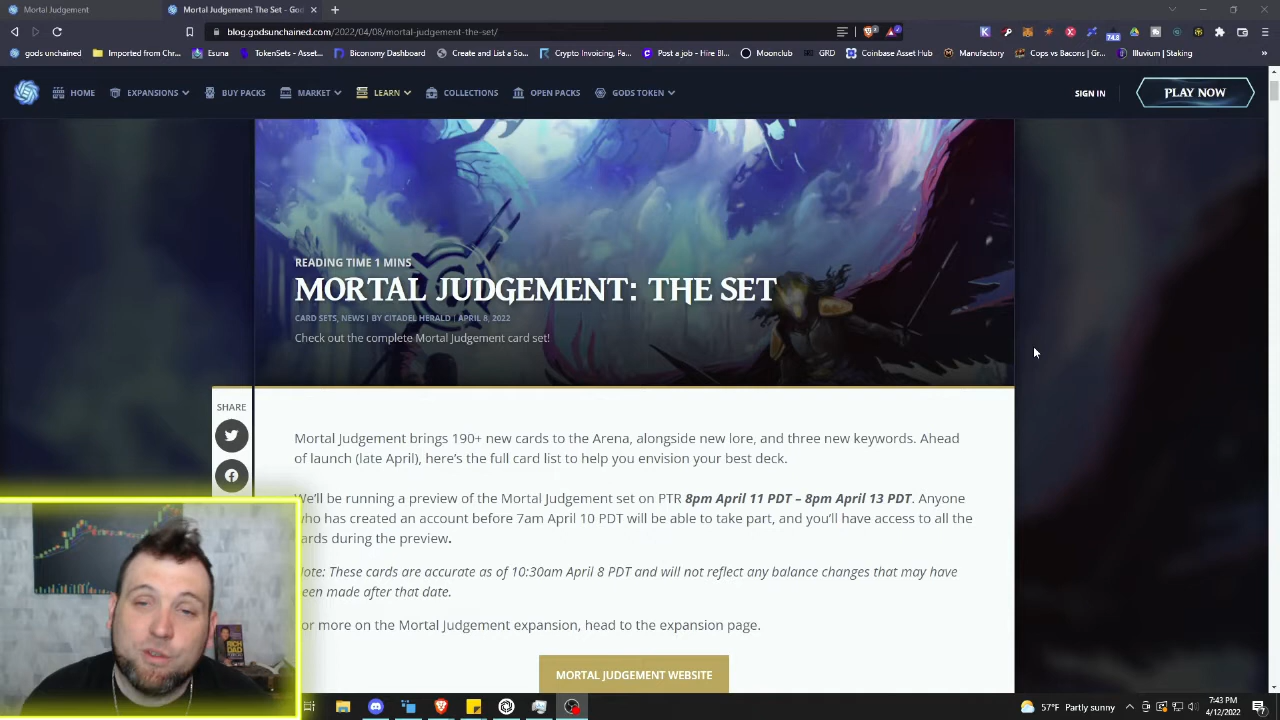 Mortal Judgement
Mortal Judgement: The Set - Gods
blog.godsunchained.com/2022/04/08/mortal-judgement-the-set/
gods unchained
Imported from Chr...
Esuna
TokenSets - Esuna
Biconomy Dashboard
Create and List a So...
Crypto Invoicing, Pa...
Post a job - Hire Bl...
Moonclub
GRD
Coinbase Asset Hub
Manufactory
Cops vs Bacons | Gr...
Illuvium | Staking
HOME
EXPANSIONS
BUY PACKS
MARKET
LEARN
COLLECTIONS
OPEN PACKS
GODS TOKEN
SIGN IN
PLAY NOW
READING TIME 1 MINS
MORTAL JUDGEMENT: THE SET
CARD SETS, NEWS | BY CITADEL HERALD | APRIL 8, 2022
Check out the complete Mortal Judgement card set!
SHARE
Mortal Judgement brings 190+ new cards to the Arena, alongside new lore, and three new keywords. Ahead
of launch (late April), here's the full card list to help you envision your best deck.
We'll be running a preview of the Mortal Judgement set on PTR 8pm April 11 PDT – 8pm April 13 PDT. Anyone
who has created an account before 7am April 10 PDT will be able to take part, and you'll have access to all the
cards during the preview.
Note: These cards are accurate as of 10:30am April 8 PDT and will not reflect any balance changes that may have
been made after that date.
or more on the Mortal Judgement expansion, head to the expansion page.
MORTAL JUDGEMENT WEBSITE
RICH
DAD
57°F Partly sunny
7:43 PM
4/12/2022